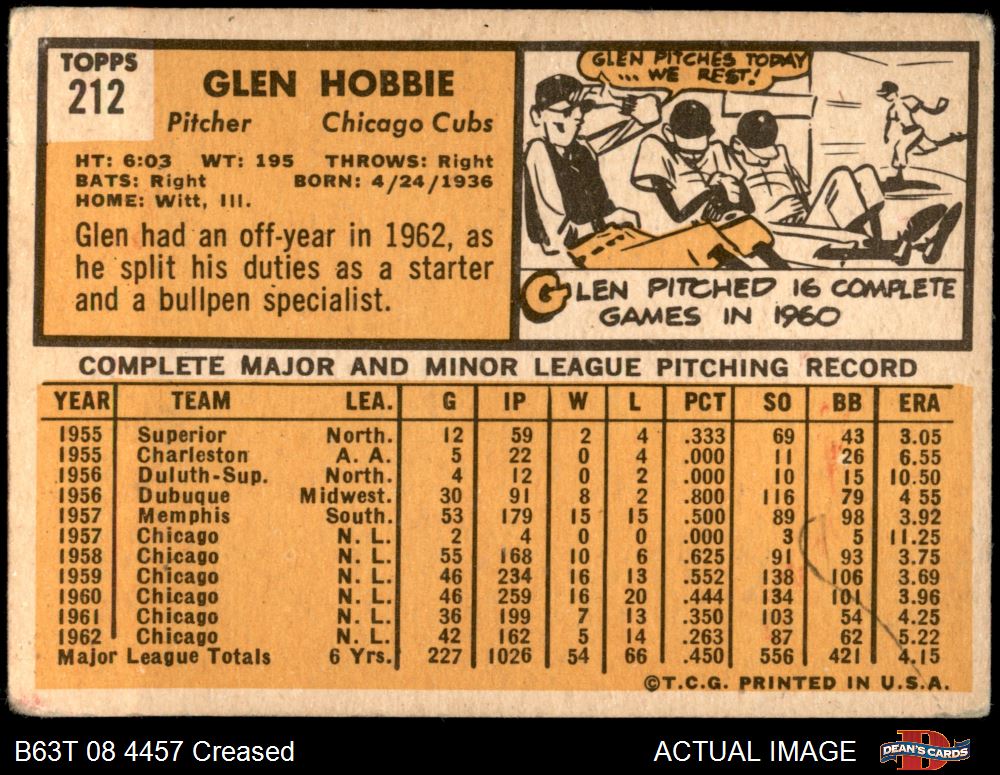 TOPPS
212
GLEN HOBBIE
Pitcher Chicago Cubs
HT: 6:03 WT: 195 THROWS: Right
BATS: Right BORN: 4/24/1936
HOME: Witt, Ill.
Glen had an off-year in 1962, as
he split his duties as a starter
and a bullpen specialist.
GLEN PITCHES TODAY
... WE REST!
GLEN PITCHED 16 COMPLETE
GAMES IN 1960
COMPLETE MAJOR AND MINOR LEAGUE PITCHING RECORD
YEAR TEAM LEA. G IP W L PCT SO BB ERA
1955 Superior North. 12 59 2 4 .333 69 43 3.05
1955 Charleston A. A. 5 22 0 4 .000 11 26 6.55
1956 Duluth-Sup. North. 4 12 0 2 .000 10 15 10.50
1956 Dubuque Midwest. 30 91 8 2 .800 116 79 4 55
1957 Memphis South. 53 179 15 15 .500 89 98 3.92
1957 Chicago N. L. 2 4 0 0 .000 3 5 11.25
1958 Chicago N. L. 55 168 10 6 .625 91 93 3.75
1959 Chicago N. L. 46 234 16 13 .552 138 106 3.69
1960 Chicago N. L. 46 259 16 20 .444 134 101 3.96
1961 Chicago N. L. 36 199 7 13 .350 103 54 4.25
1962 Chicago N. L. 42 162 5 14 .263 87 62 5.22
Major League Totals 6 Yrs. 227 1026 54 66 .450 556 421 4.15
©T.C.G. PRINTED IN U.S.A.
B63T 08 4457 Creased ACTUAL IMAGE
DEAN'S CARDS